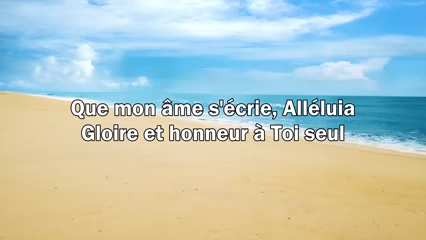 Que mon âme s'écrie, Alléluia
Gloire et honneur à Toi seul